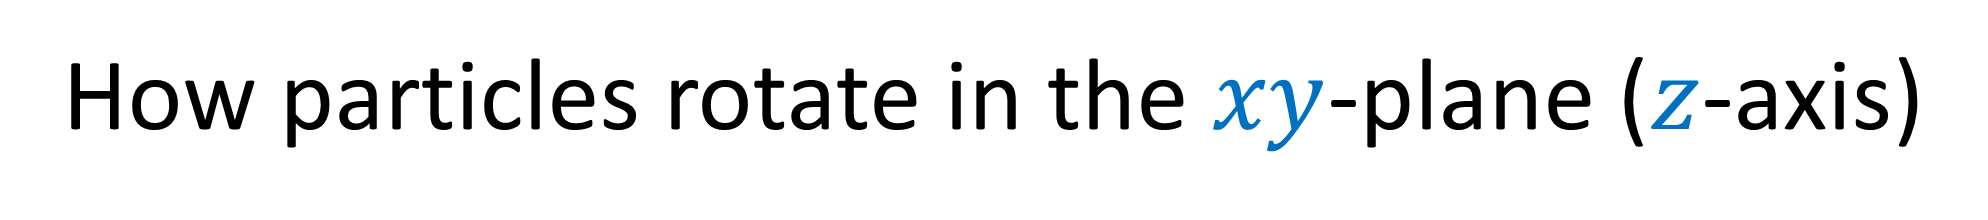 How particles rotate in the xy-plane (z-axis)